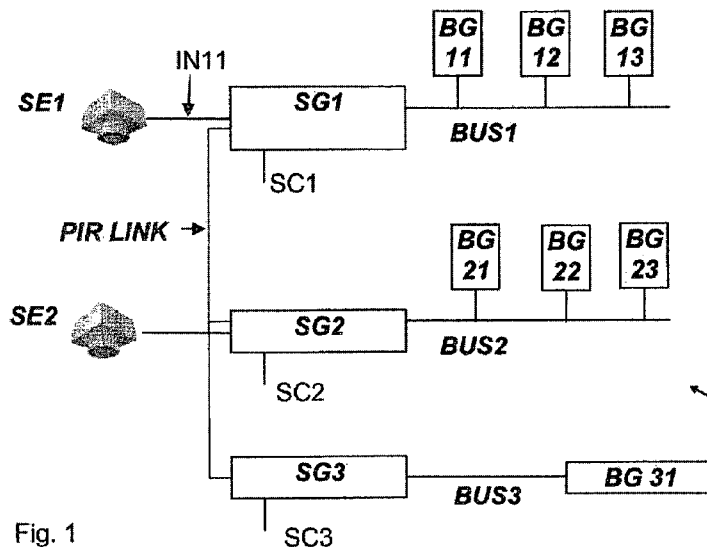 BG 11
BG 12
BG 13
IN11
SE1
SG1
BUS1
SC1
PIR LINK
BG 21
BG 22
BG 23
SE2
SG2
BUS2
SC2
SG3
BG 31
BUS3
SC3
Fig. 1